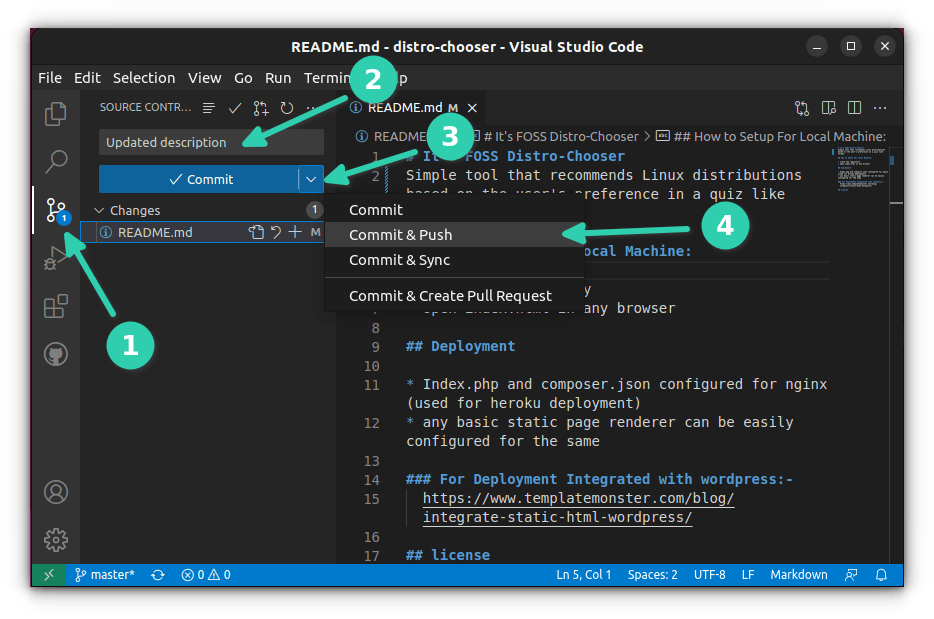 README.md - distro-chooser - Visual Studio Code
File Edit Selection View Go Run Termin lp
2
SOURCE CONTR...
README.md M
Updated description
3
README # It's FOSS Distro-Chooser > ## How to Setup For Local Machine:
Commit
Changes 1
README.md M
1 # It FOSS Distro-Chooser
2 Simple tool that recommends Linux distributions
based on the user's preference in a quiz like
Commit
Commit & Push
Commit & Sync
Commit & Create Pull Request
4
ocal Machine:
y
any browser
8
9 ## Deployment
10
11 * Index.php and composer.json configured for nginx
(used for heroku deployment)
12 * any basic static page renderer can be easily
configured for the same
13
14 ### For Deployment Integrated with wordpress:-
15 https://www.templatemonster.com/blog/
integrate-static-html-wordpress/
16
17 ## license
1
1
master* 0 0 Ln 5, Col 1 Spaces: 2 UTF-8 LF Markdown